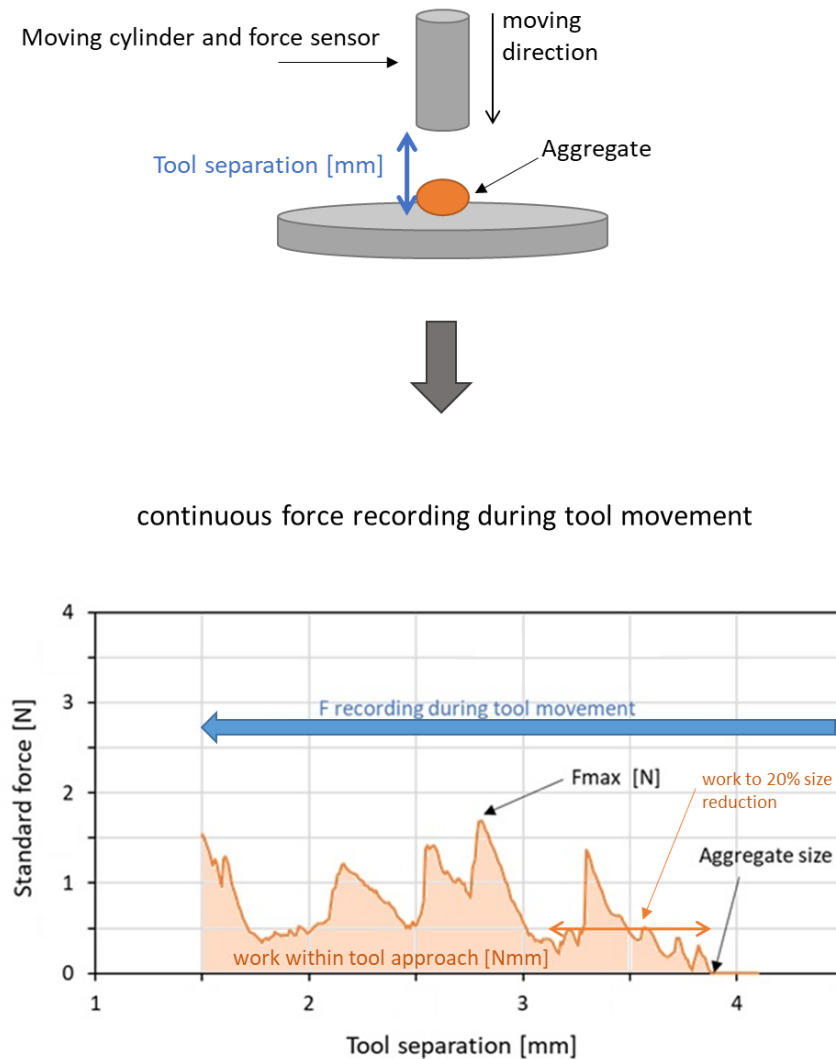 moving
direction
Moving cylinder and force sensor
Tool separation [mm]
Aggregate
continuous force recording during tool movement
4
3
2
1
0
Standard force [N]
F recording during tool movement
Fmax [N]
work to 20% size
reduction
Aggregate size
work within tool approach [Nmm]
1
2
3
4
Tool separation [mm]